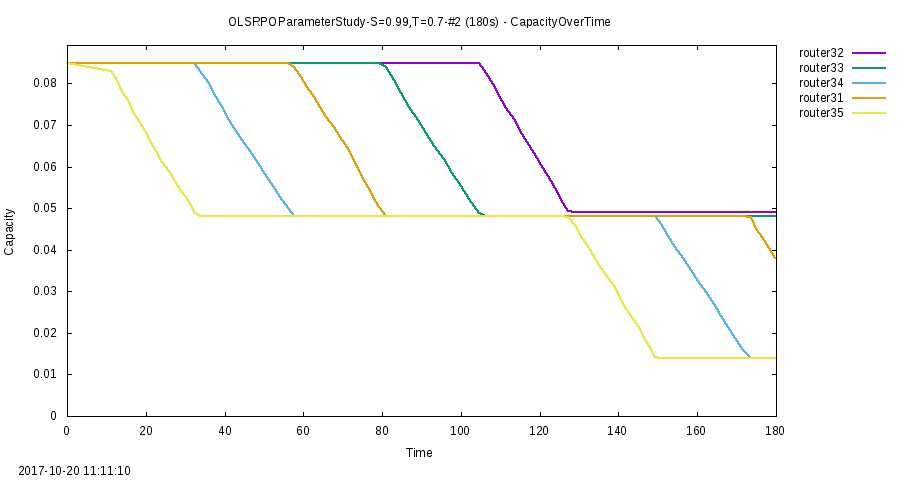 OLSRPOParameterStudy-S=0.99,T=0.7-#2 (180s) - CapacityOverTime
router32
router33
router34
router31
router35
0.08
0.07
0.06
0.05
0.04
0.03
0.02
0.01
0
Capacity
0 20 40 60 80 100 120 140 160 180
Time
2017-10-20 11:11:10